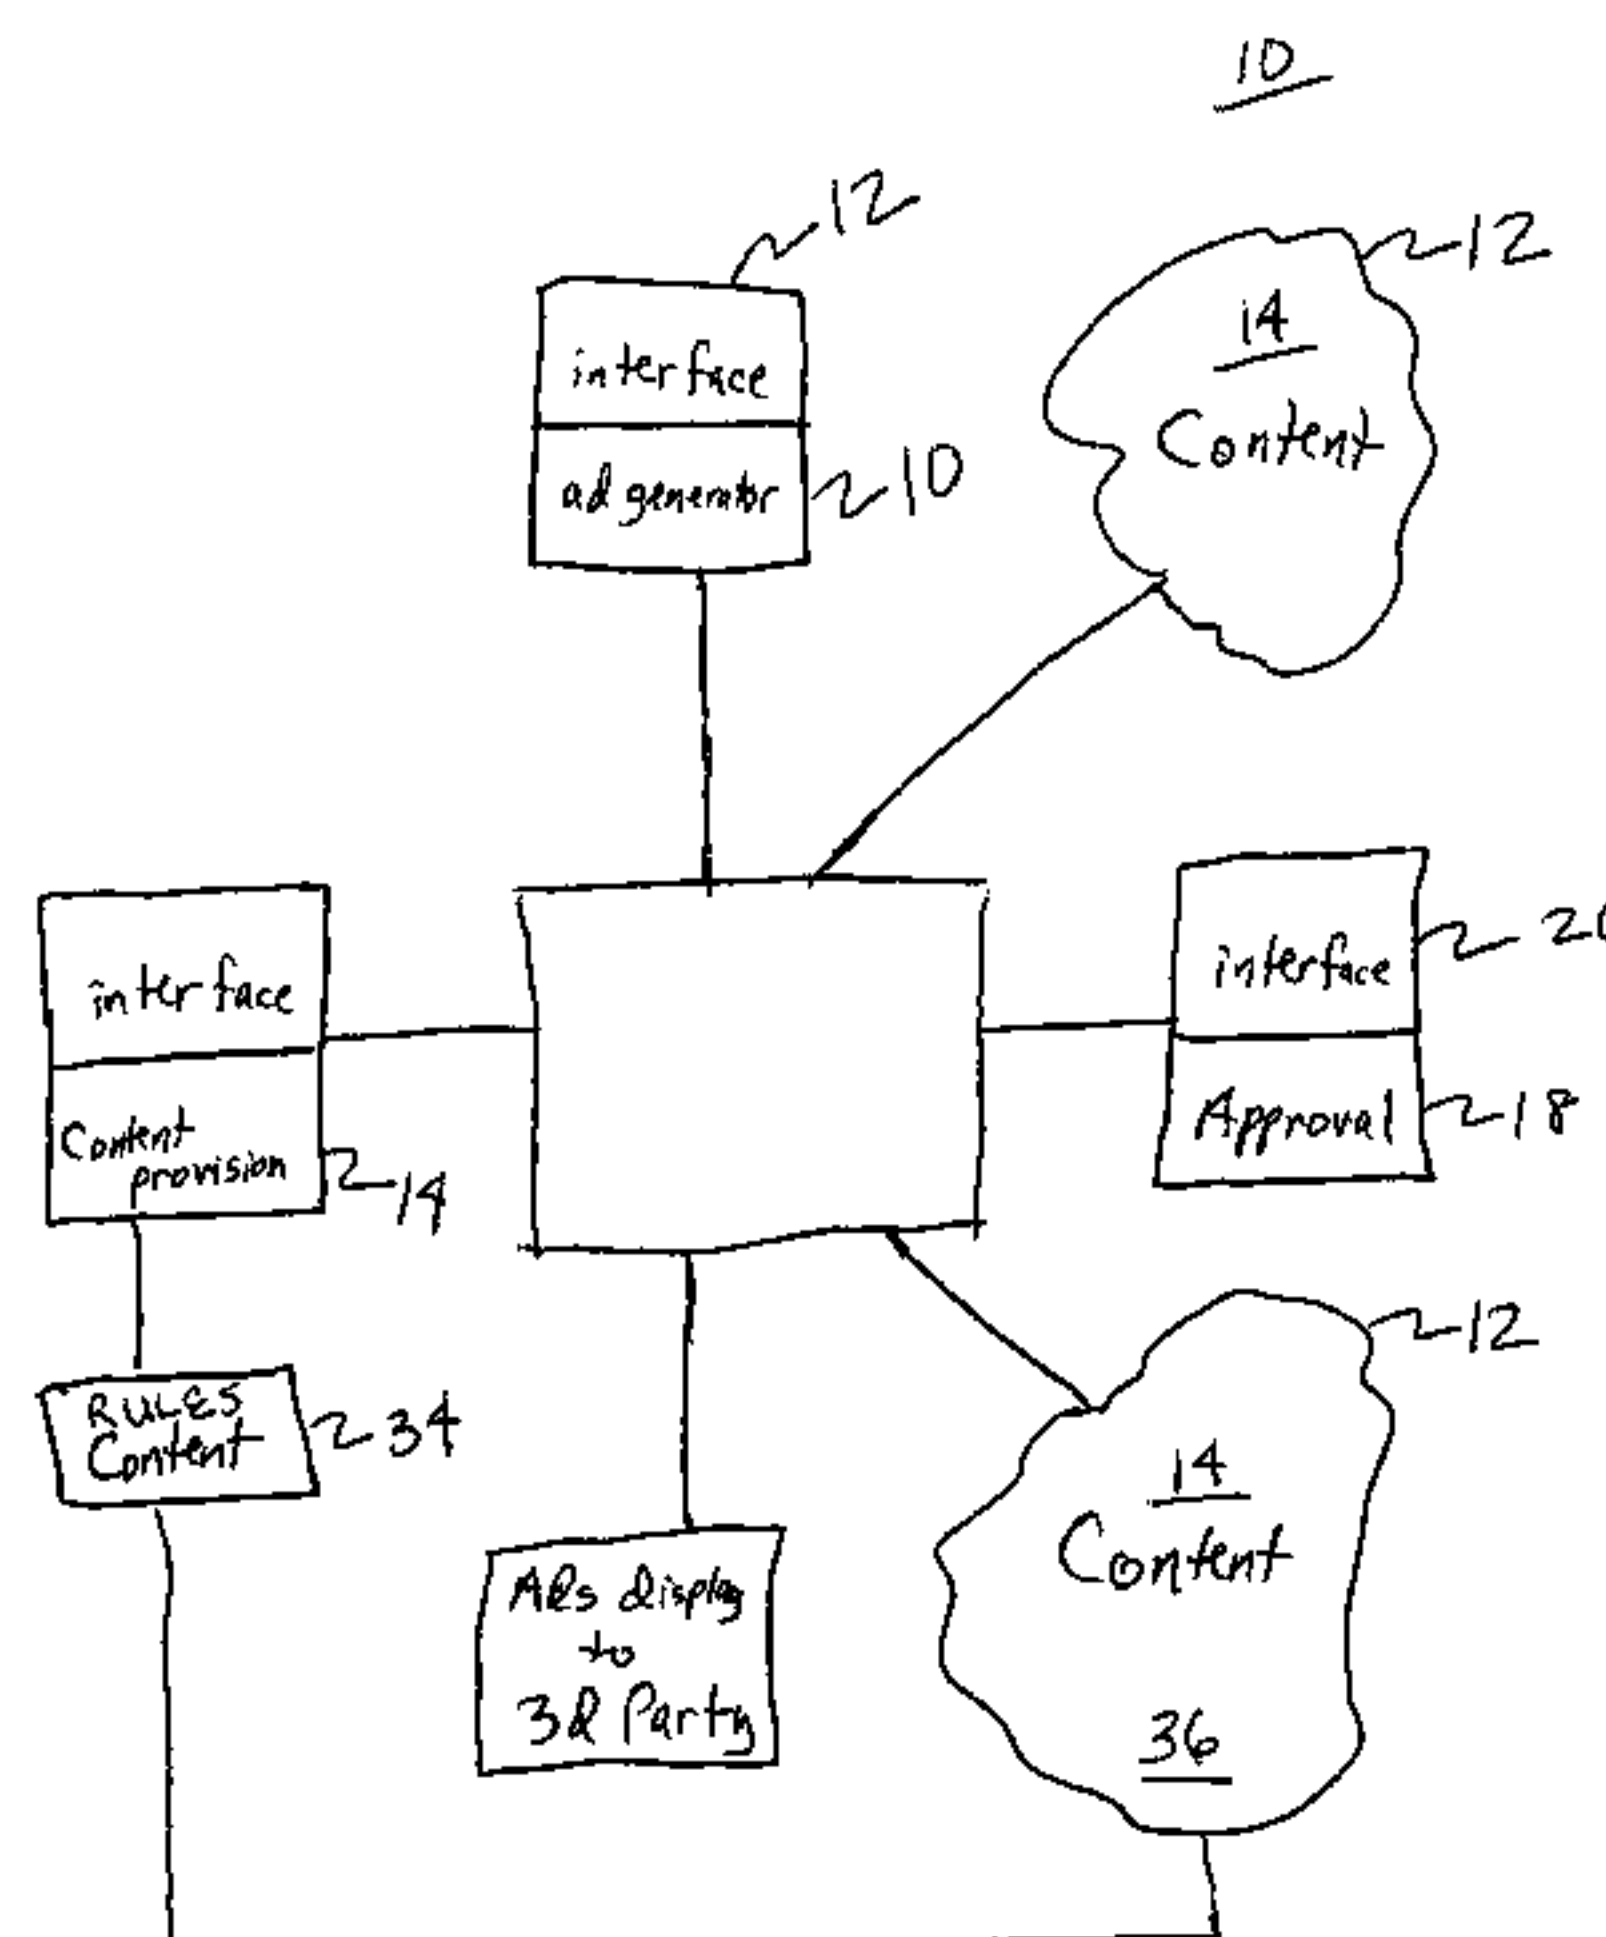 10
12
12
interface
14
Content
ad generator
10
interface
20
interface
Content
provision
14
Approval
18
12
RULES
Content
34
14
Content
Ads display
to
3d Party
36